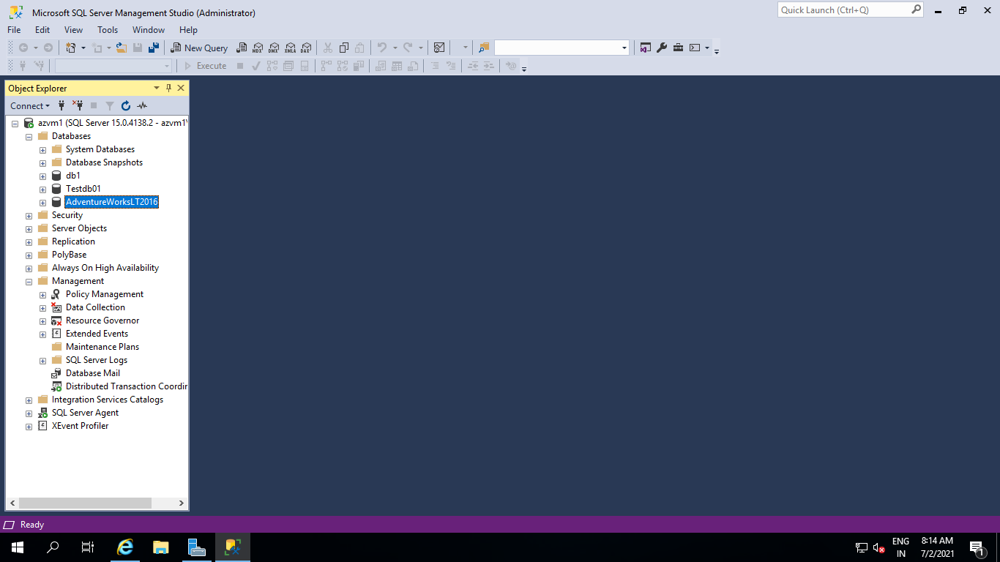 Microsoft SQL Server Management Studio (Administrator)
Quick Launch (Ctrl+Q)
File Edit View Tools Window Help
New Query
MDX DMX XMLA DAX
Execute
Object Explorer
Connect
azvm1 (SQL Server 15.0.4138.2 - azvm1\
Databases
System Databases
Database Snapshots
db1
Testdb01
AdventureWorksLT2016
Security
Server Objects
Replication
PolyBase
Always On High Availability
Management
Policy Management
Data Collection
Resource Governor
Extended Events
Maintenance Plans
SQL Server Logs
Database Mail
Distributed Transaction Coordin
Integration Services Catalogs
SQL Server Agent
XEvent Profiler
Ready
ENG
IN
8:14 AM
7/2/2021
1